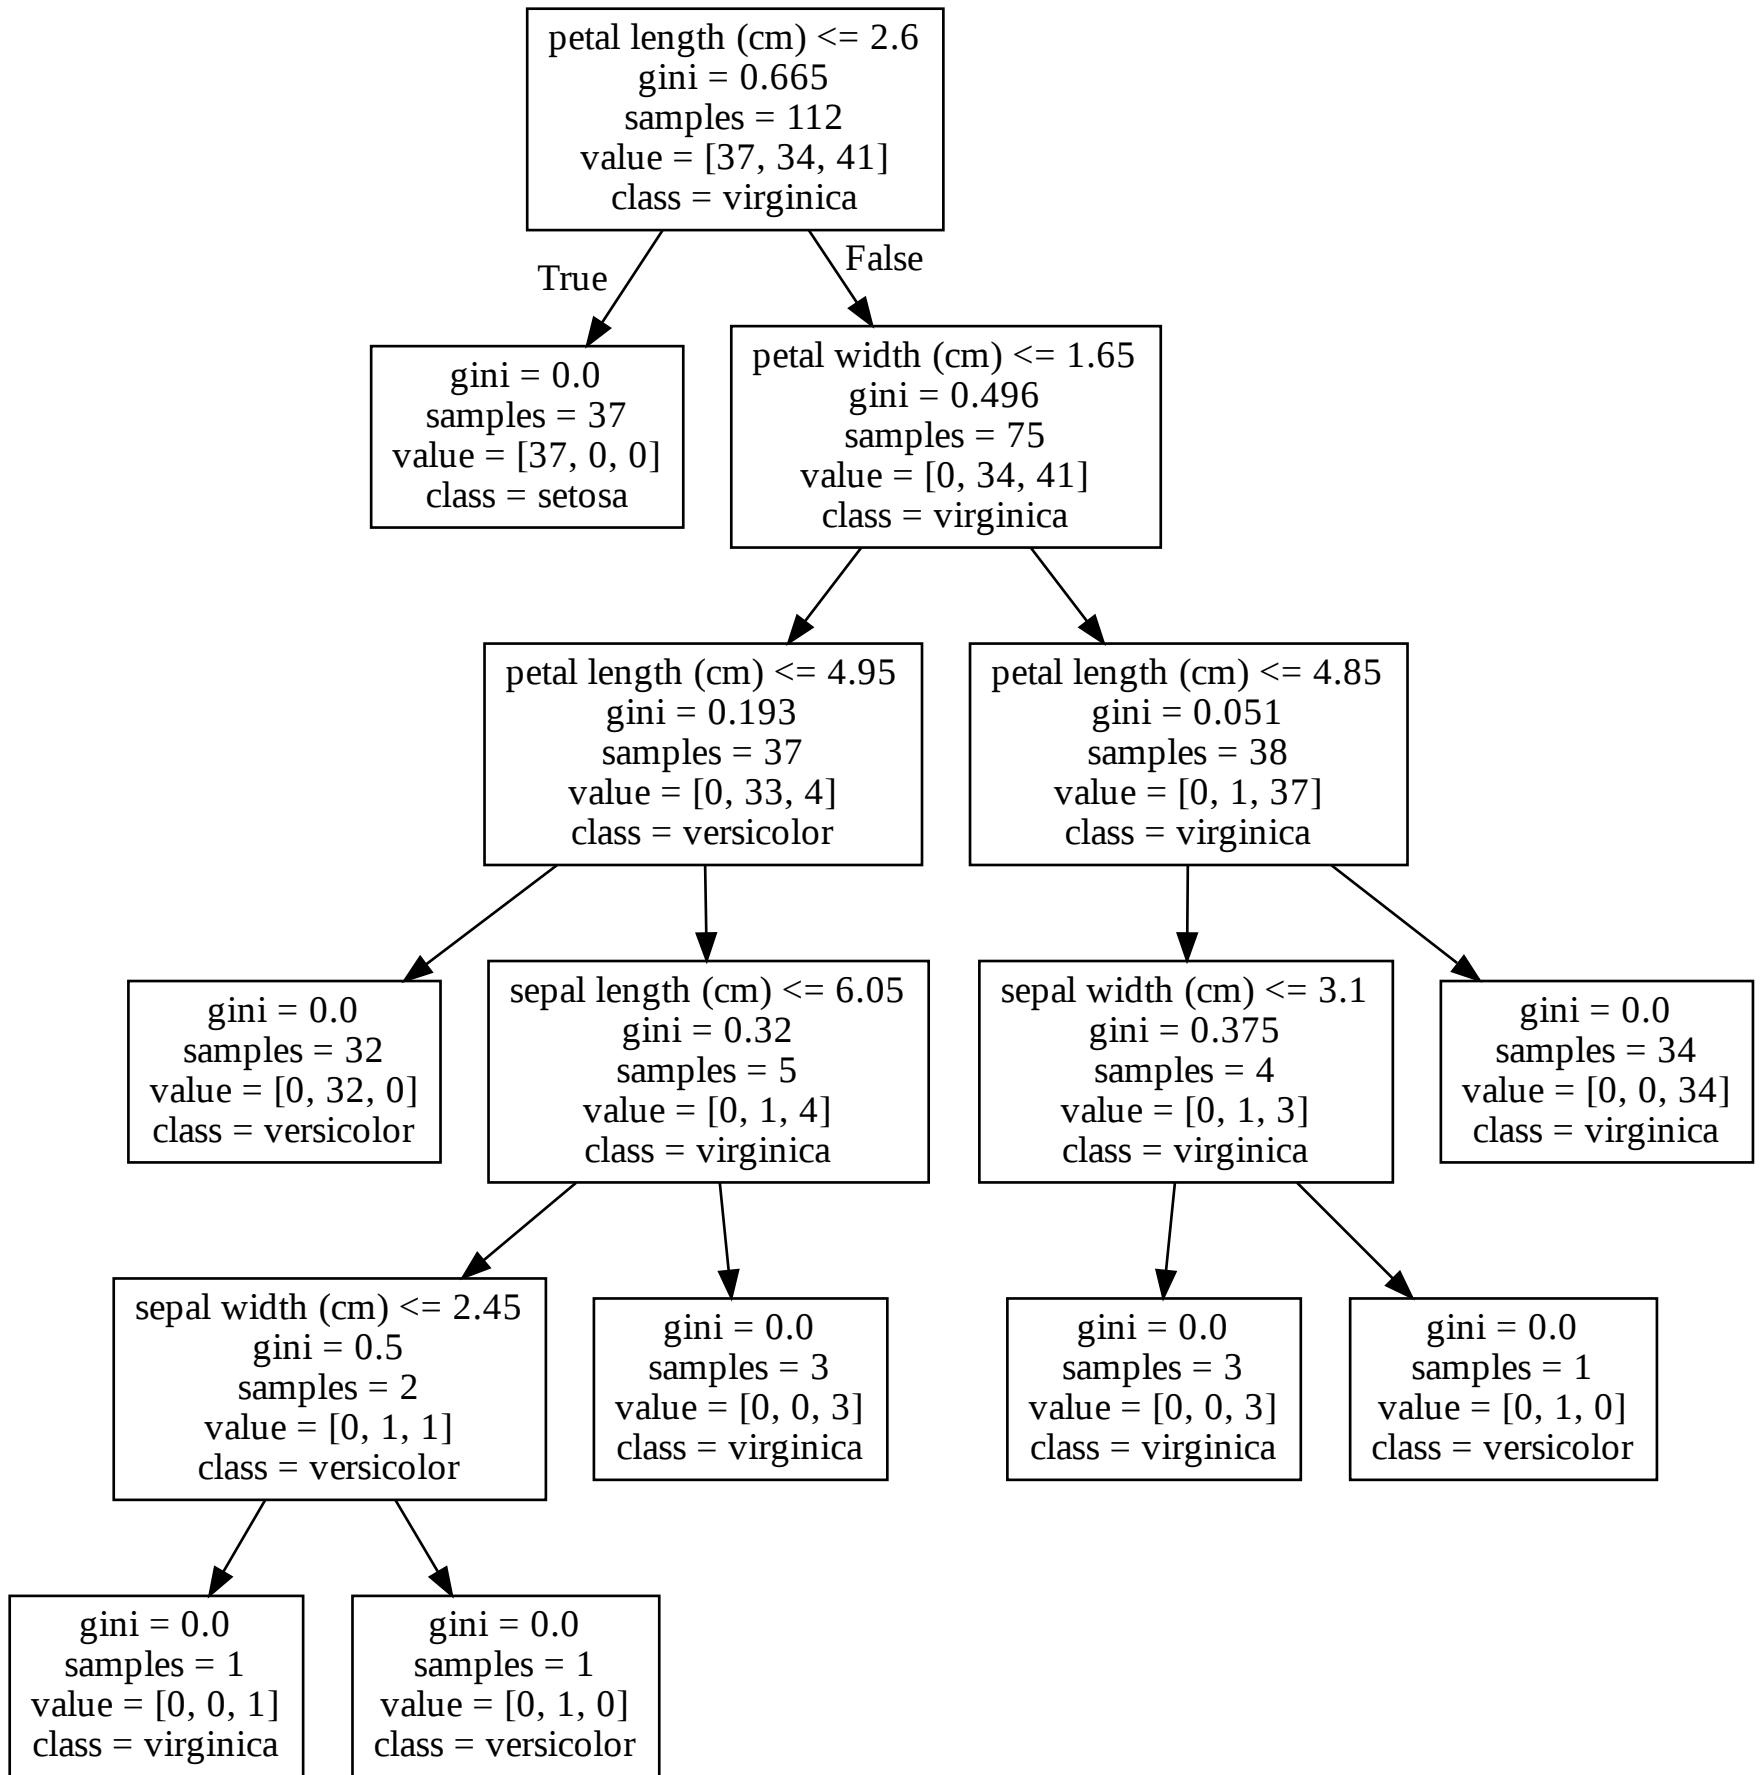 petal length (cm) <= 2.6
gini = 0.665
samples = 112
value = [37, 34, 41]
class = virginica
True
False
gini = 0.0
samples = 37
value = [37, 0, 0]
class = setosa
petal width (cm) <= 1.65
gini = 0.496
samples = 75
value = [0, 34, 41]
class = virginica
petal length (cm) <= 4.95
gini = 0.193
samples = 37
value = [0, 33, 4]
class = versicolor
petal length (cm) <= 4.85
gini = 0.051
samples = 38
value = [0, 1, 37]
class = virginica
gini = 0.0
samples = 32
value = [0, 32, 0]
class = versicolor
sepal length (cm) <= 6.05
gini = 0.32
samples = 5
value = [0, 1, 4]
class = virginica
sepal width (cm) <= 3.1
gini = 0.375
samples = 4
value = [0, 1, 3]
class = virginica
gini = 0.0
samples = 34
value = [0, 0, 34]
class = virginica
sepal width (cm) <= 2.45
gini = 0.5
samples = 2
value = [0, 1, 1]
class = versicolor
gini = 0.0
samples = 3
value = [0, 0, 3]
class = virginica
gini = 0.0
samples = 3
value = [0, 0, 3]
class = virginica
gini = 0.0
samples = 1
value = [0, 1, 0]
class = versicolor
gini = 0.0
samples = 1
value = [0, 0, 1]
class = virginica
gini = 0.0
samples = 1
value = [0, 1, 0]
class = versicolor